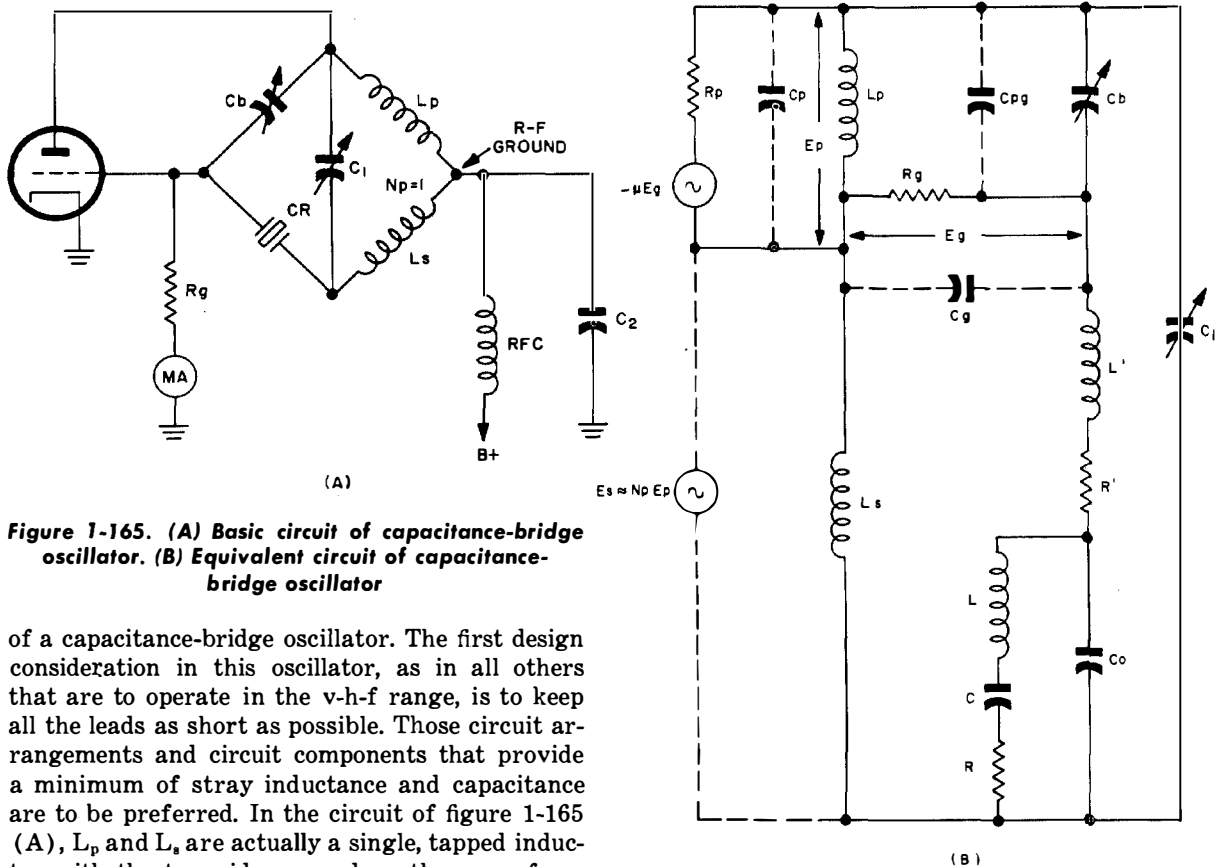 Cb
Lp
R-F
GROUND
C1
Np=1
CR
Ls
Rg
MA
RFC
C2
B+
(A)
Rp
Cp
Lp
Cpg
Cb
Ep
-μEg
Rg
Eg
Cg
C1
L'
Es ≈ Np Ep
Ls
R'
L
Co
C
R
(B)
Figure 1-165. (A) Basic circuit of capacitance-bridge
oscillator. (B) Equivalent circuit of capacitance-
bridge oscillator
of a capacitance-bridge oscillator. The first design
consideration in this oscillator, as in all others
that are to operate in the v-h-f range, is to keep
all the leads as short as possible. Those circuit ar-
rangements and circuit components that provide
a minimum of stray inductance and capacitance
are to be preferred. In the circuit of figure 1-165
(A), Lp and Ls are actually a single, tapped induc-